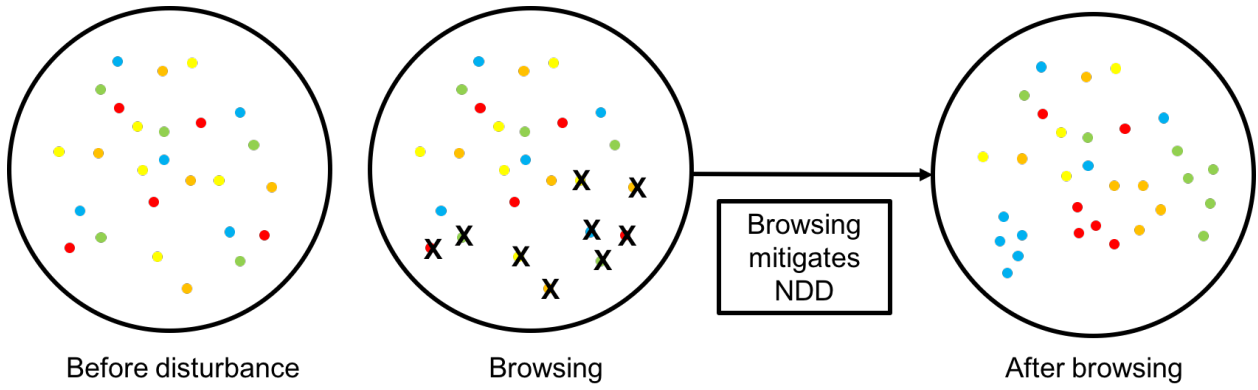 X
X
X
X
X
X
X
X
X
Browsing
mitigates
NDD
Before disturbance
Browsing
After browsing